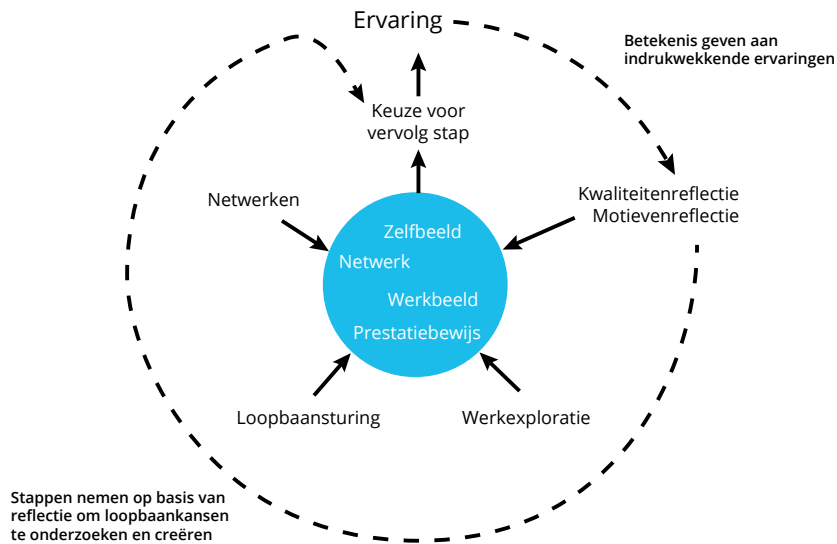 Ervaring
Betekenis geven aan
indrukwekkende ervaringen
Keuze voor
vervolg stap
Netwerken
Kwaliteitenreflectie
Motievenreflectie
Zelfbeeld
Netwerk
Werkbeeld
Prestatiebewijs
Loopbaansturing
Werkexploratie
Stappen nemen op basis van
reflectie om loopbaankansen
te onderzoeken en creëren